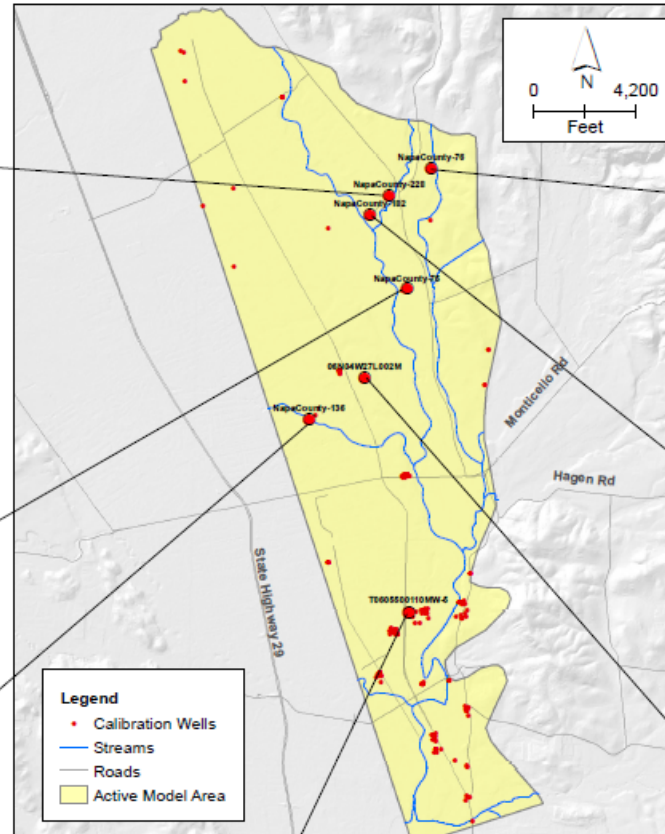 N
0 4,200
Feet
NapaCounty-76
NapaCounty-228
NapaCounty-182
NapaCounty-75
06N04W27L002M
NapaCounty-136
Monticello Rd
Hagen Rd
State Highway 29
T0605500110MW-6
Legend
Calibration Wells
Streams
Roads
Active Model Area